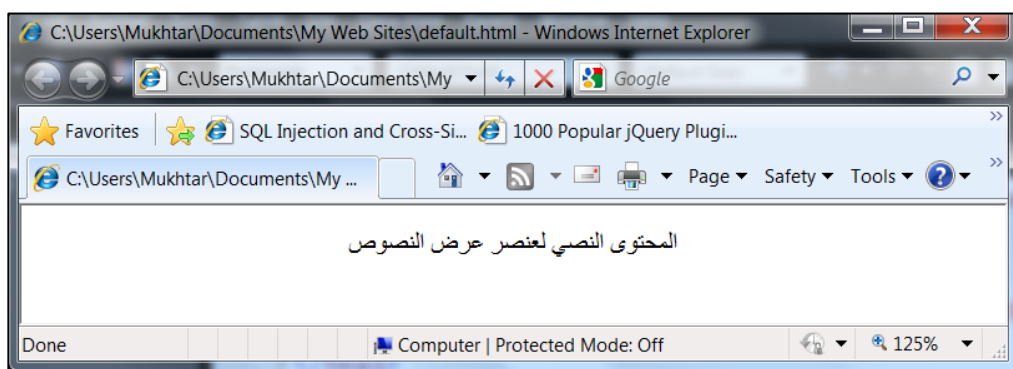 C:\Users\Mukhtar\Documents\My Web Sites\default.html - Windows Internet Explorer
C:\Users\Mukhtar\Documents\My Google
Favorites SQL Injection and Cross-Si... 1000 Popular jQuery Plugi...
C:\Users\Mukhtar\Documents\My ... Page Safety Tools
المحتوى النصي لعنصر عرض النصوص
Done Computer | Protected Mode: Off 125%